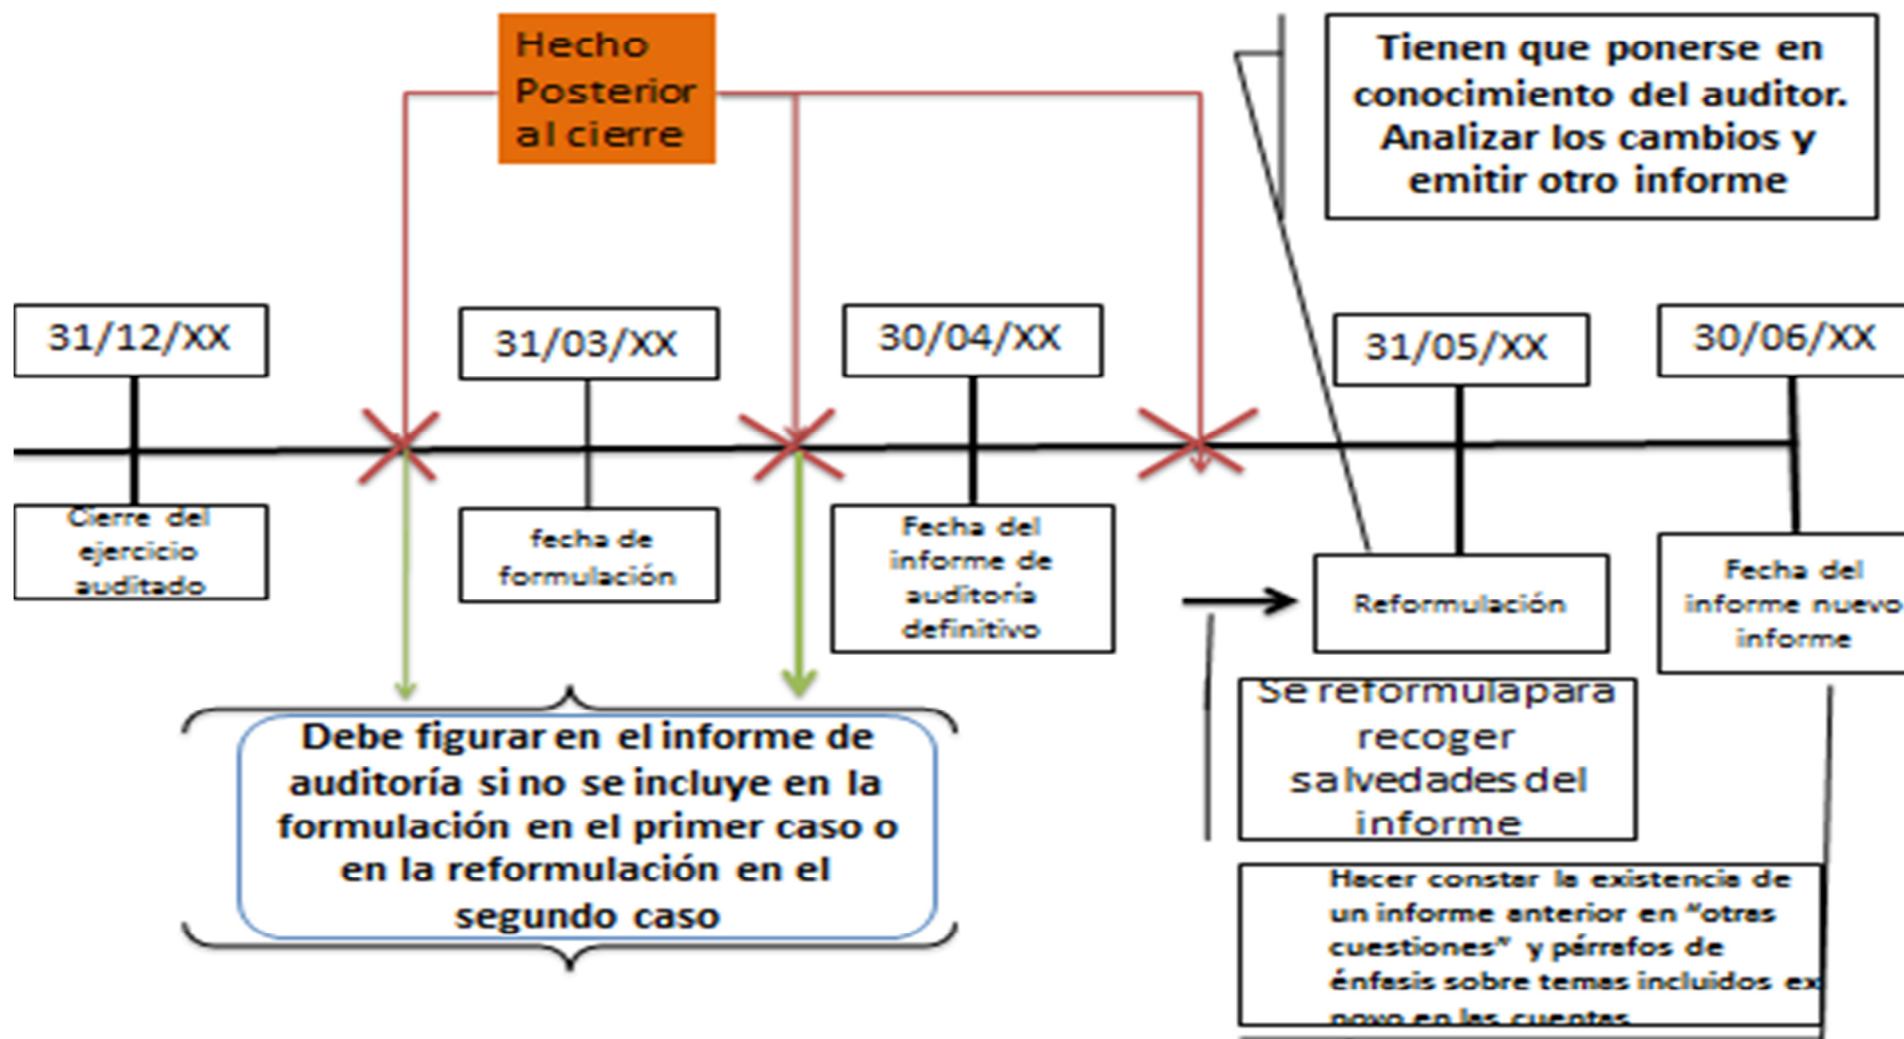 Hecho
Posterior
al cierre
Tienen que ponerse en
conocimiento del auditor.
Analizar los cambios y
emitir otro informe
31/12/XX
31/03/XX
30/04/XX
31/05/XX
30/06/XX
Cierre del
ejercicio
auditado
fecha de
formulación
Fecha del
informe de
auditoría
definitivo
Reformulación
Fecha del
informe nuevo
informe
Se reformula para
recoger
salvedades del
informe
Debe figurar en el informe de
auditoría si no se incluye en la
formulación en el primer caso o
en la reformulación en el
segundo caso
Hacer constar la existencia de
un informe anterior en "otras
cuestiones" y párrafos de
énfasis sobre temas incluidos ex
novo en las cuentas